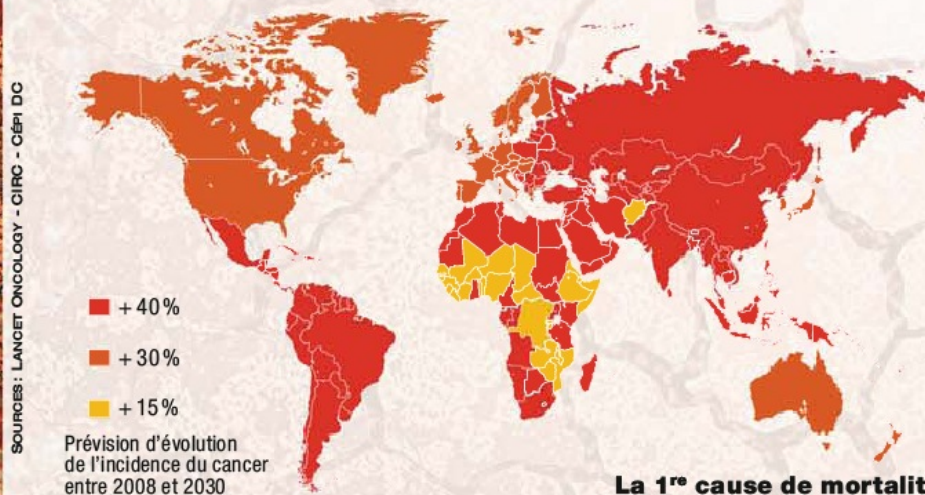 SOURCES : LANCET ONCOLOGY - CIRC - CÉPI DC
+ 40 %
+ 30 %
+ 15 %
Prévision d'évolution
de l'incidence du cancer
entre 2008 et 2030
La 1re cause de mortalit